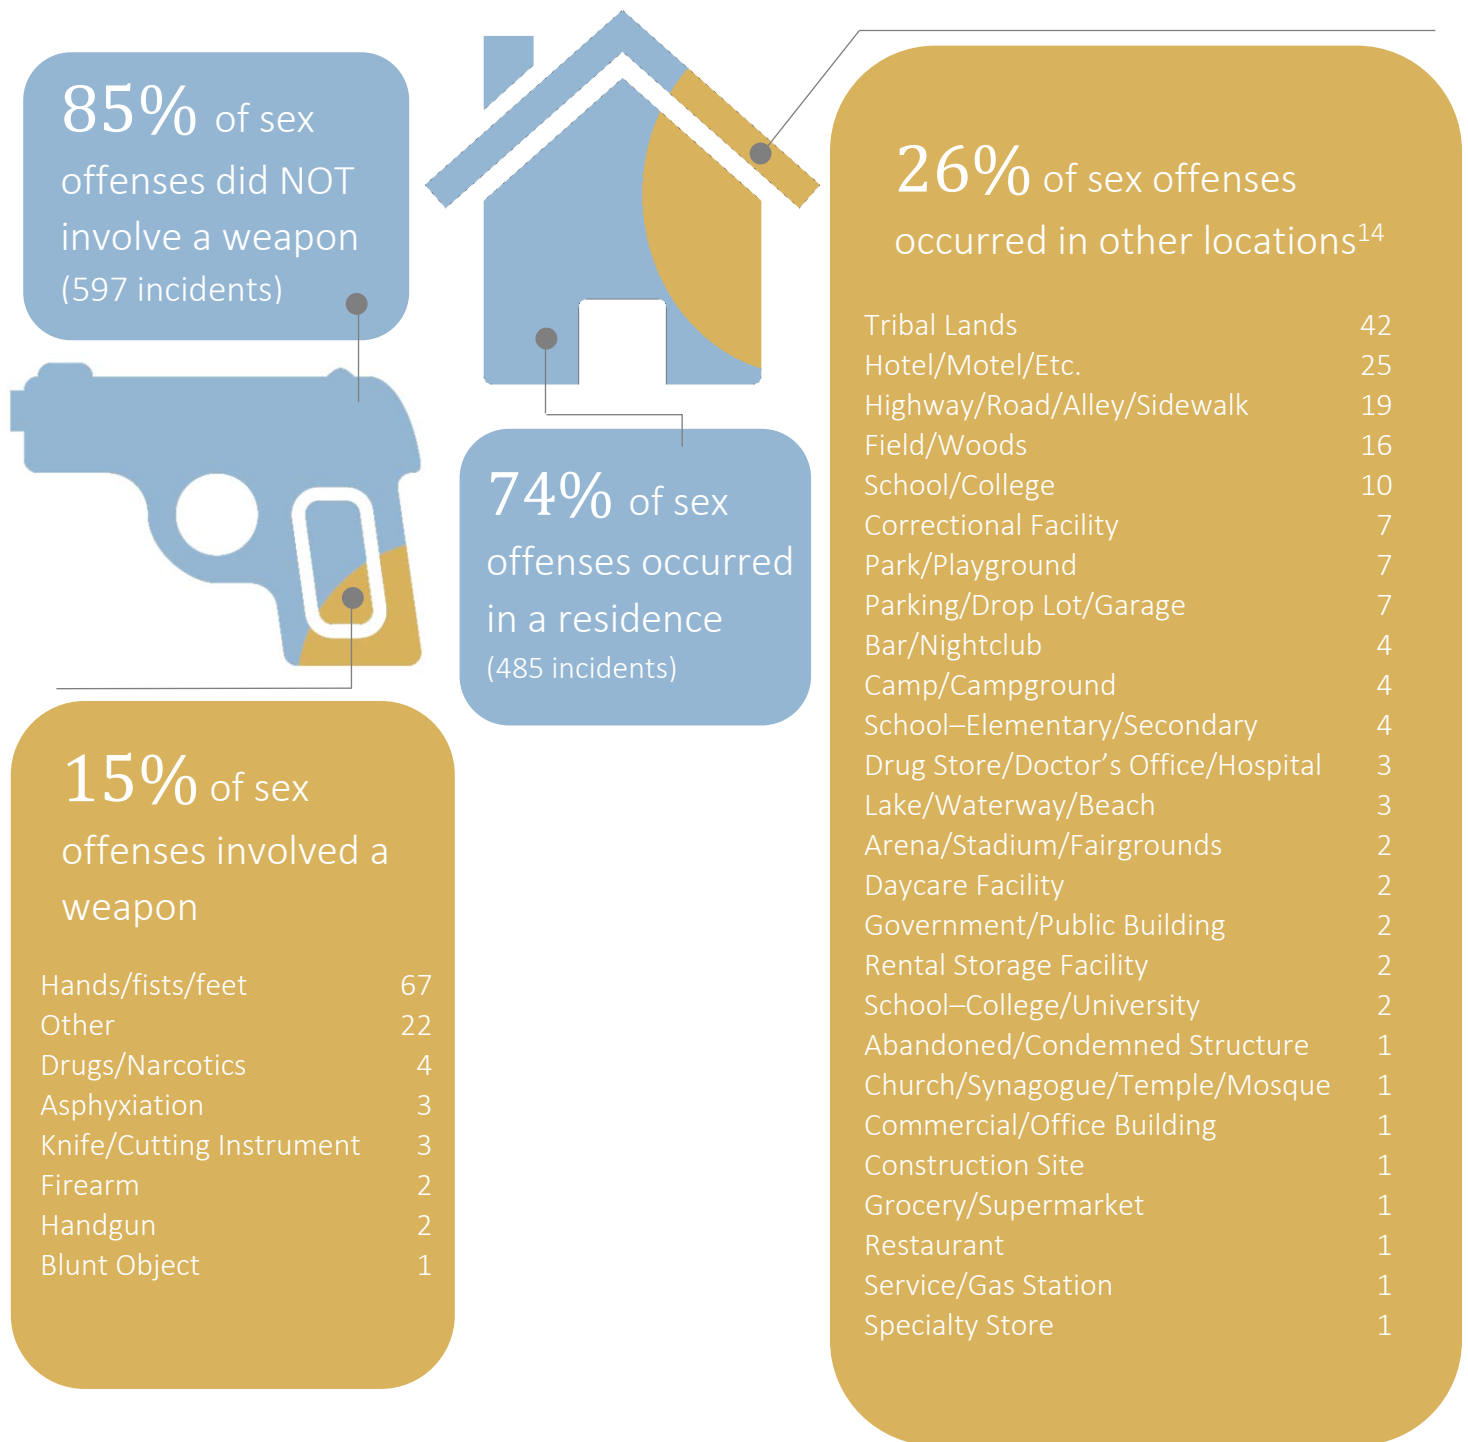 85% of sex
offenses did NOT
involve a weapon
(597 incidents)
74% of sex
offenses occurred
in a residence
(485 incidents)
15% of sex
offenses involved a
weapon
Hands/fists/feet 67
Other 22
Drugs/Narcotics 4
Asphyxiation 3
Knife/Cutting Instrument 3
Firearm 2
Handgun 2
Blunt Object 1
26% of sex offenses
occurred in other locations14
Tribal Lands 42
Hotel/Motel/Etc. 25
Highway/Road/Alley/Sidewalk 19
Field/Woods 16
School/College 10
Correctional Facility 7
Park/Playground 7
Parking/Drop Lot/Garage 7
Bar/Nightclub 4
Camp/Campground 4
School–Elementary/Secondary 4
Drug Store/Doctor’s Office/Hospital 3
Lake/Waterway/Beach 3
Arena/Stadium/Fairgrounds 2
Daycare Facility 2
Government/Public Building 2
Rental Storage Facility 2
School–College/University 2
Abandoned/Condemned Structure 1
Church/Synagogue/Temple/Mosque 1
Commercial/Office Building 1
Construction Site 1
Grocery/Supermarket 1
Restaurant 1
Service/Gas Station 1
Specialty Store 1